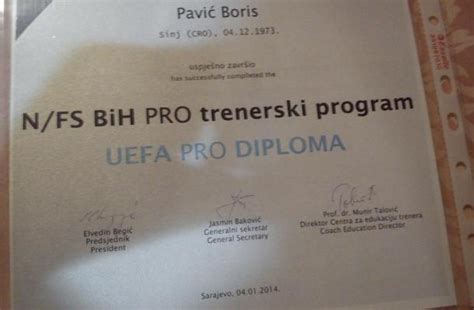 Pavić Boris
Sinj (CRO), 04.12.1973.
uspješno završio
has successfully completed the
N/FS BiH PRO trenerski program
UEFA PRO DIPLOMA
Elvedin Begić
Predsjednik
President
Jasmin Baković
Generalni sekretar
General Secretary
Prof. dr. Munir Talović
Direktor Centra za edukaciju trenera
Coach Education Director
Sarajevo, 04.01.2014.